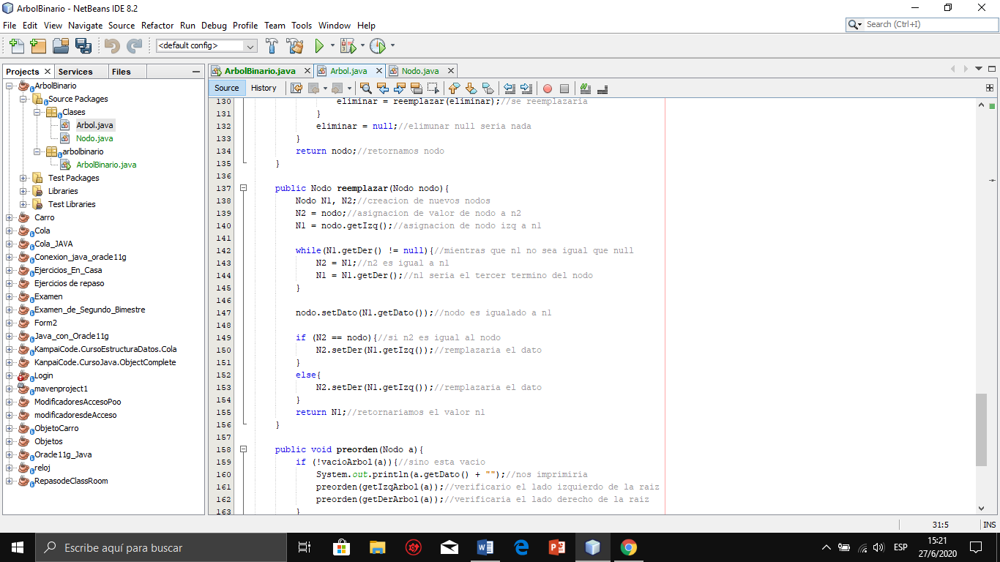 ArbolBinario - NetBeans IDE 8.2
File Edit View Navigate Source Refactor Run Debug Profile Team Tools Window Help
Search (Ctrl+I)
<default config>
Projects
Services
Files
ArbolBinario
Source Packages
Clases
Arbol.java
Nodo.java
arbolbinario
ArbolBinario.java
Test Packages
Libraries
Test Libraries
Carro
Cola
Cola_JAVA
Conexion_java_oracle11g
Ejercicios_En_Casa
Ejercicios de repaso
Examen
Examen_de_Segundo_Bimestre
Form2
Java_con_Oracle11g
KampaiCode.CursoEstructuraDatos.Cola
KanpaiCode.CursoJava.ObjectComplete
Login
mavenproject1
ModificadoresAccesoPoo
modificadoresdeAcceso
ObjetoCarro
Objetos
Oracle11g_Java
reloj
RepasodeClassRoom
ArbolBinario.java
Arbol.java
Nodo.java
Source
History
130 eliminar = reemplazar(eliminar);//se reemplazaria
131 }
132 eliminar = null;//elimunar null seria nada
133 }
134 return nodo;//retornamos nodo
135 }
136
137 public Nodo reemplazar(Nodo nodo){
138 Nodo N1, N2;//creacion de nuevos nodos
139 N2 = nodo;//asignacion de valor de nodo a n2
140 N1 = nodo.getIzq();//asignacion de nodo izq a n1
141
142 while(N1.getDer() != null){//mientras que n1 no sea igual que null
143 N2 = N1;//n2 es igual a n1
144 N1 = N1.getDer();//n1 seria el tercer termino del nodo
145 }
146
147 nodo.setDato(N1.getDato());//nodo es igualado a n1
148
149 if (N2 == nodo){//si n2 es igual al nodo
150 N2.setDer(N1.getIzq());//remplazaria el dato
151 }
152 else{
153 N2.setDer(N1.getIzq());//remplazaria el dato
154 }
155 return N1;//retornariamos el valor n1
156 }
157
158 public void preorden(Nodo a){
159 if (!vacioArbol(a)){//sino esta vacio
160 System.out.println(a.getDato() + "");//nos imprimiria
161 preorden(getIzqArbol(a));//verificario el lado izquierdo de la raiz
162 preorden(getDerArbol(a));//verificaria el lado derecho de la raiz
163 }
31:5
INS
Escribe aquí para buscar
ESP
15:21
27/6/2020